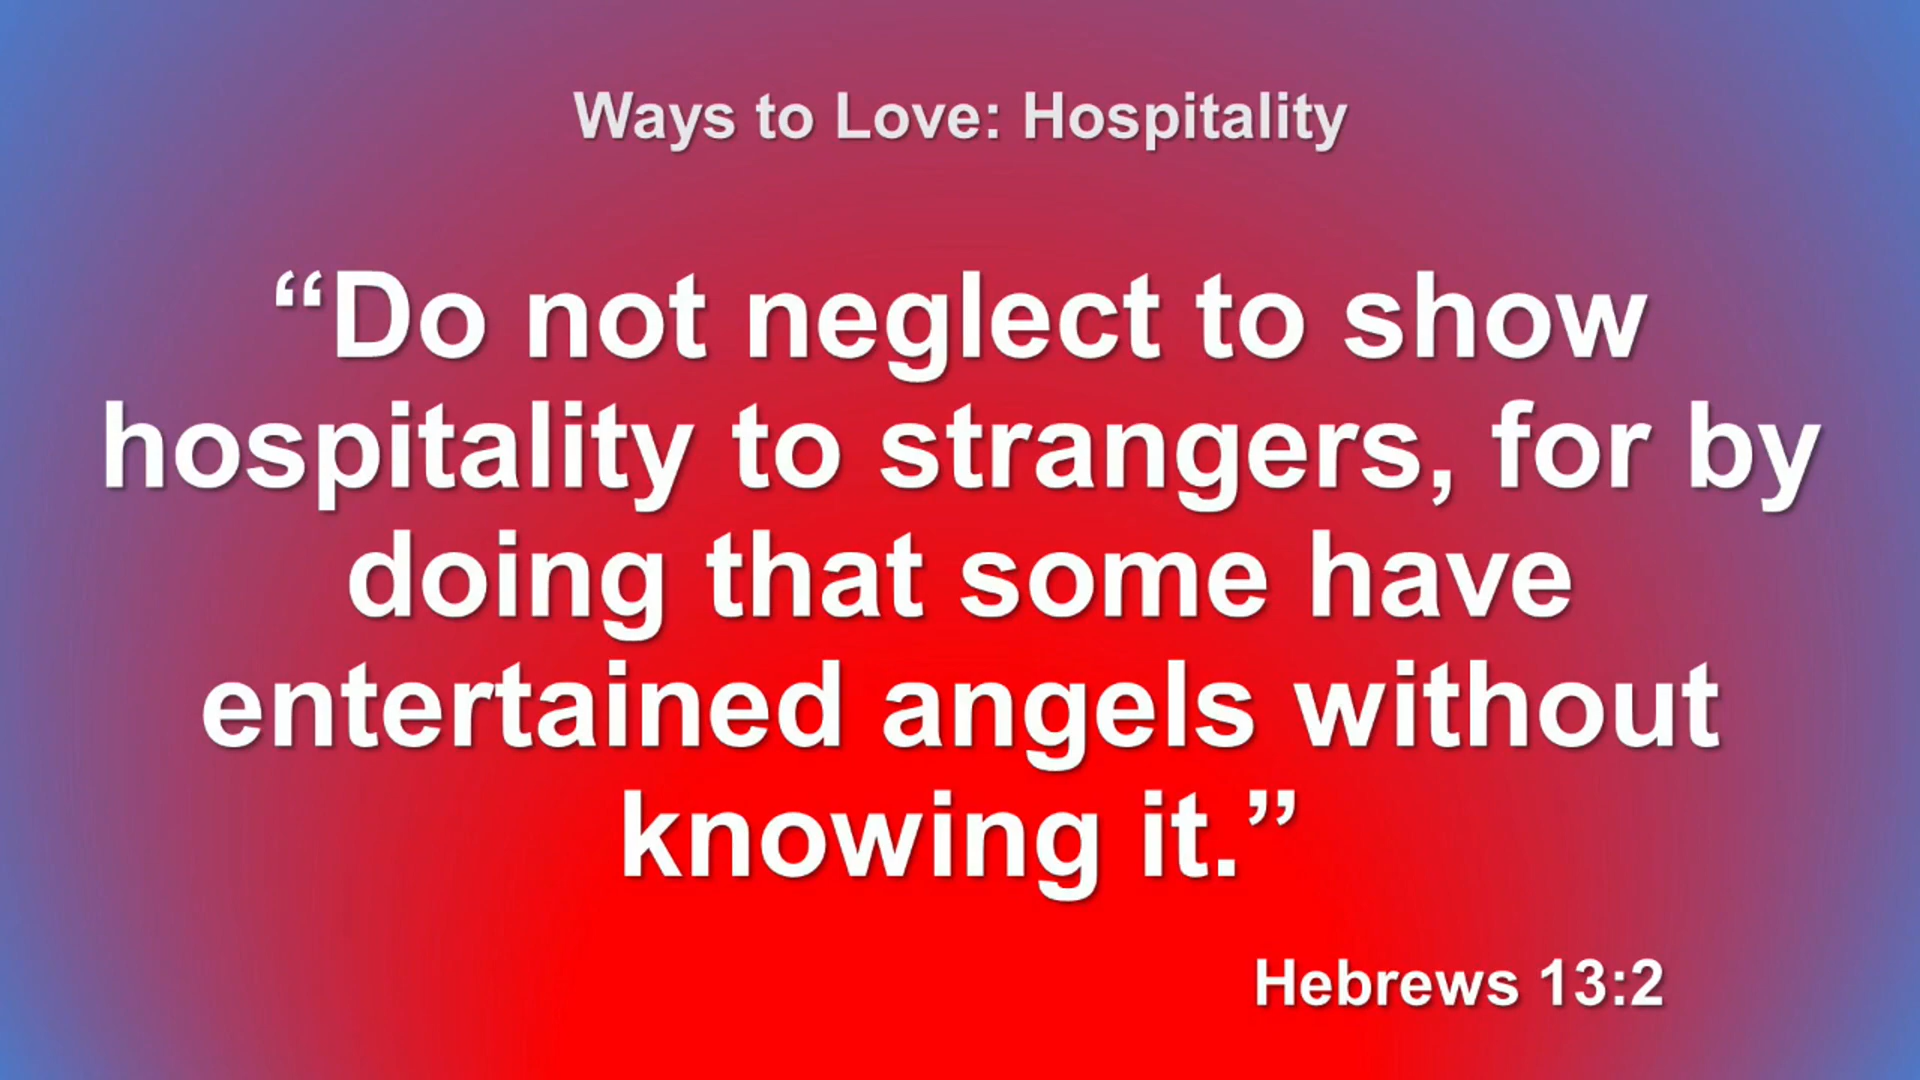 Ways to Love: Hospitality
“Do not neglect to show
hospitality to strangers, for by
doing that some have
entertained angels without
knowing it.”
Hebrews 13:2